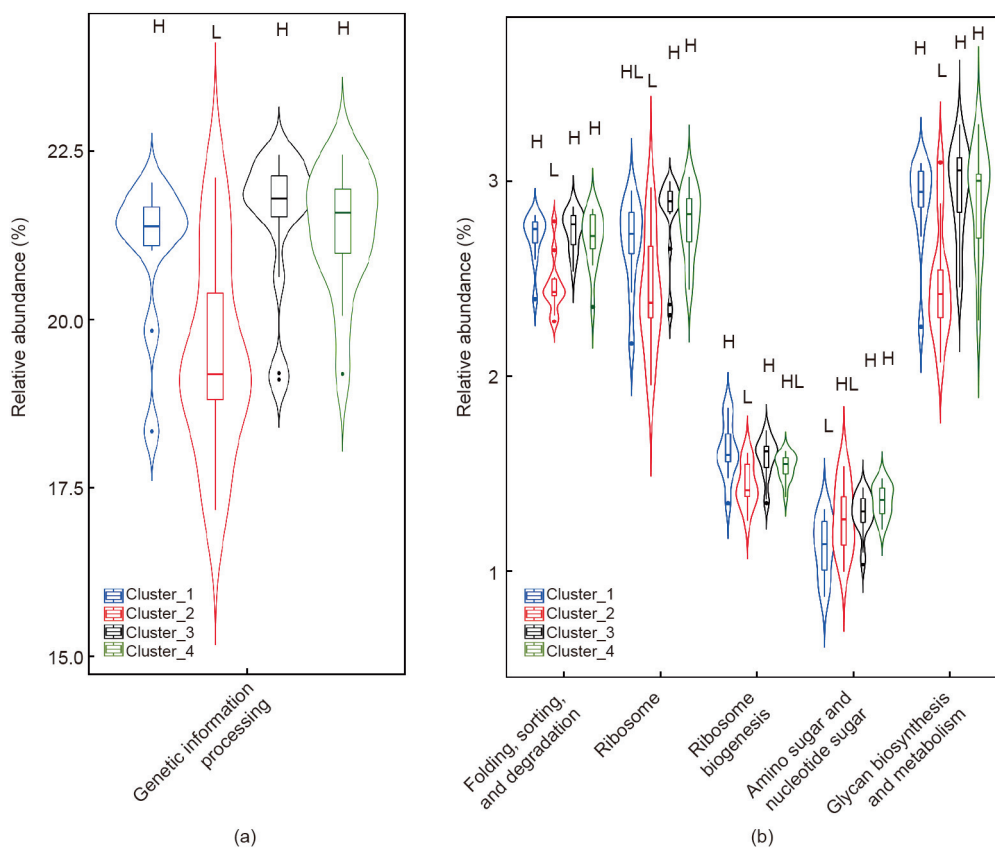 H
L
H
H
22.5
20.0
17.5
15.0
Relative abundance (%)
Cluster_1
Cluster_2
Cluster_3
Cluster_4
Genetic information
processing
(a)
H
L
H
H
HL
L
H
H
H
L
H
HL
L
HL
H
H
H
L
H
H
3
2
1
Relative abundance (%)
Cluster_1
Cluster_2
Cluster_3
Cluster_4
Folding, sorting,
and degradation
Ribosome
Ribosome
biogenesis
Amino sugar and
nucleotide sugar
Glycan biosynthesis
and metabolism
(b)